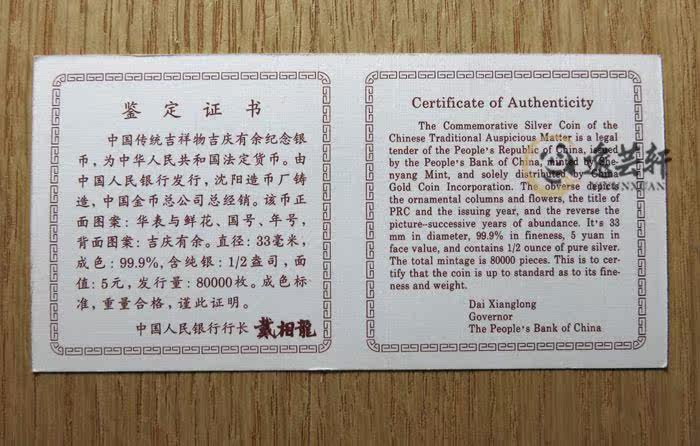 鉴定证书
中国传统吉祥物吉庆有余纪念银
币，为中华人民共和国法定货币。由
中国人民银行发行，沈阳造币厂铸
造，中国金币总公司总经销。该币正
面图案：华表与鲜花、国号、年号，
背面图案：吉庆有余。直径：33毫米，
成色：99.9%，含纯银：1/2盎司，面
值：5元，发行量：80000枚。成色标
准，重量合格，谨此证明。
中国人民银行行长 戴相龍
Certificate of Authenticity
The Commemorative Silver Coin of the
Chinese Traditional Auspicious Matter is a legal
tender of the People's Republic of China, issued
by the People's Bank of China, minted by She-
nyang Mint, and solely distributed by China
Gold Coin Incorporation. The obverse depicts
the ornamental columns and flowers, the title of
PRC and the issuing year, and the reverse the
picture--successive years of abundance. It's 33
mm in diameter, 99.9% in fineness, 5 yuan in
face value, and contains 1/2 ounce of pure silver.
The total mintage is 80000 pieces. This is to cer-
tify that the coin is up to standard as to its fine-
ness and weight.
Dai Xianglong
Governor
The People's Bank of China